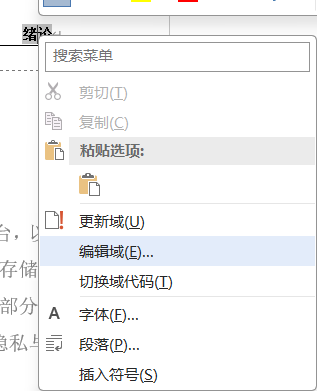 绪论
搜索菜单
剪切(T)
复制(C)
粘贴选项:
更新域(U)
编辑域(E)...
切换域代码(T)
A 字体(F)...
段落(P)...
插入符号(S)
台，以
存储
部分
隐私与